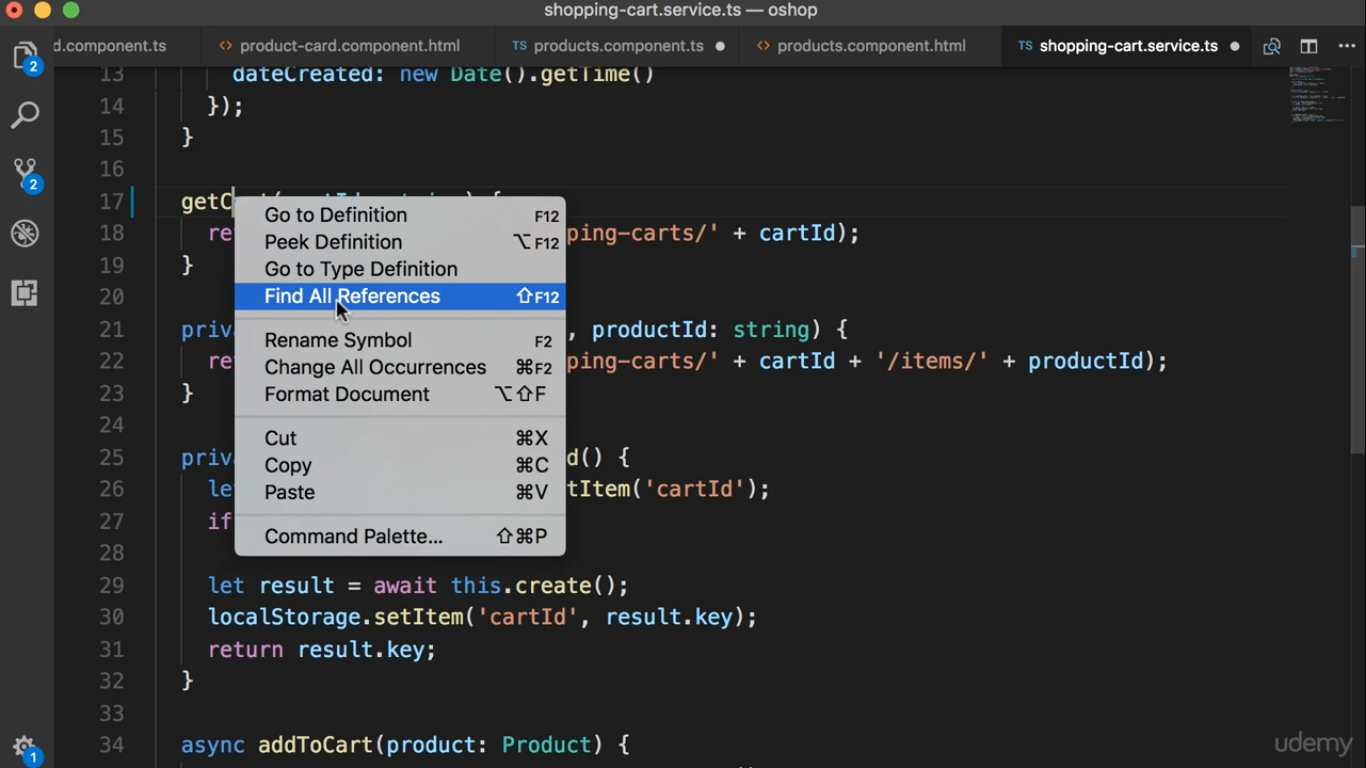 shopping-cart.service.ts — oshop
d.component.ts <> product-card.component.html TS products.component.ts <> products.component.html TS shopping-cart.service.ts
2
13 dateCreated: new Date().getTime()
14 });
15 }
16
2
17 getC
18 re ping-carts/' + cartId);
19 }
20
21 priv , productId: string) {
22 re ping-carts/' + cartId + '/items/' + productId);
23 }
24
25 priv d() {
26 le tItem('cartId');
27 if
28
29 let result = await this.create();
30 localStorage.setItem('cartId', result.key);
31 return result.key;
32 }
33
34 async addToCart(product: Product) {
1
Go to Definition F12
Peek Definition ⌥F12
Go to Type Definition
Find All References ⇧F12
Rename Symbol F2
Change All Occurrences ⌘F2
Format Document ⌥⇧F
Cut ⌘X
Copy ⌘C
Paste ⌘V
Command Palette... ⇧⌘P
udemy